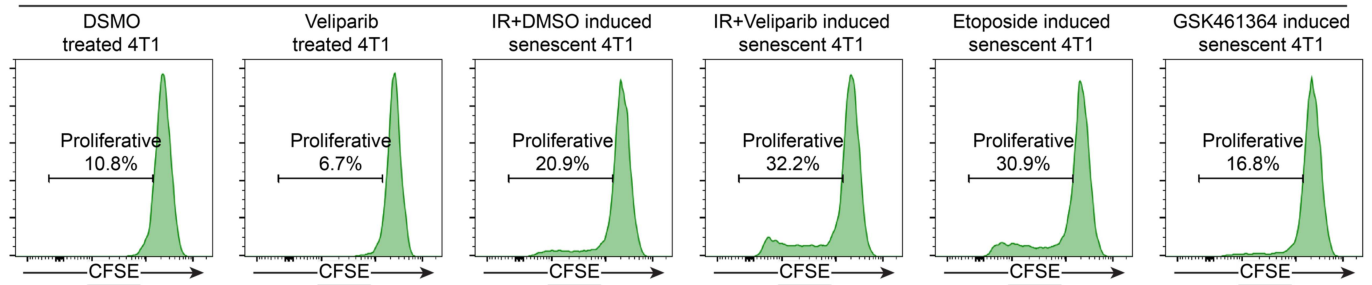 DSMO
treated 4T1
Proliferative
10.8%
CFSE
Veliparib
treated 4T1
Proliferative
6.7%
CFSE
IR+DMSO induced
senescent 4T1
Proliferative
20.9%
CFSE
IR+Veliparib induced
senescent 4T1
Proliferative
32.2%
CFSE
Etoposide induced
senescent 4T1
Proliferative
30.9%
CFSE
GSK461364 induced
senescent 4T1
Proliferative
16.8%
CFSE